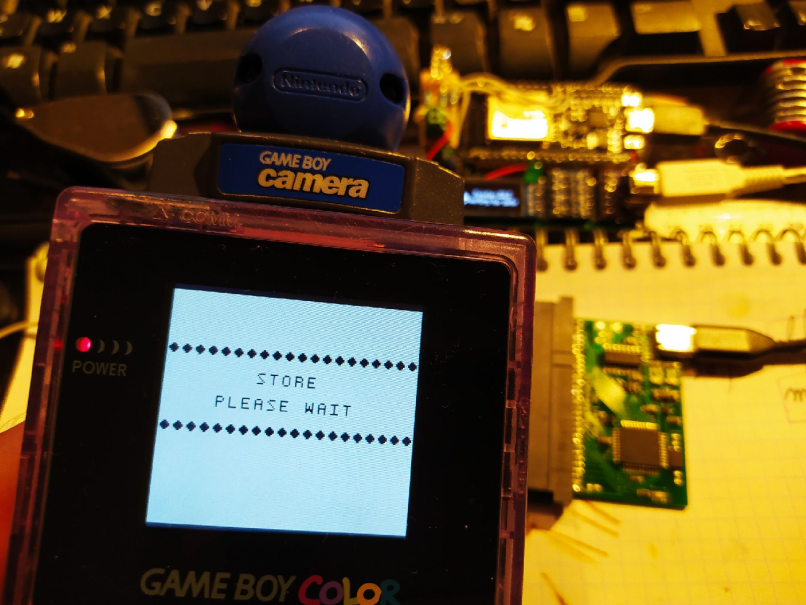 Nintendo
GAME BOY
camera
POWER
STORE
PLEASE WAIT
GAME BOY COLOR